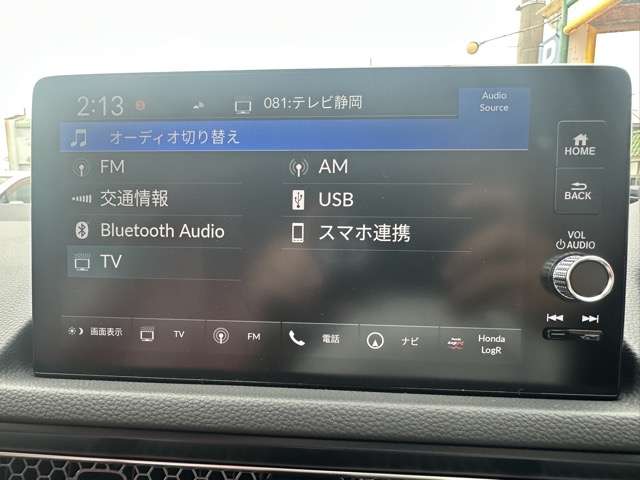 2:13 081:テレビ静岡 Audio Source
オーディオ切り替え
FM AM
交通情報 USB
Bluetooth Audio スマホ連携
TV
画面表示 TV FM 電話 ナビ Honda LogR
HOME
BACK
VOL
AUDIO